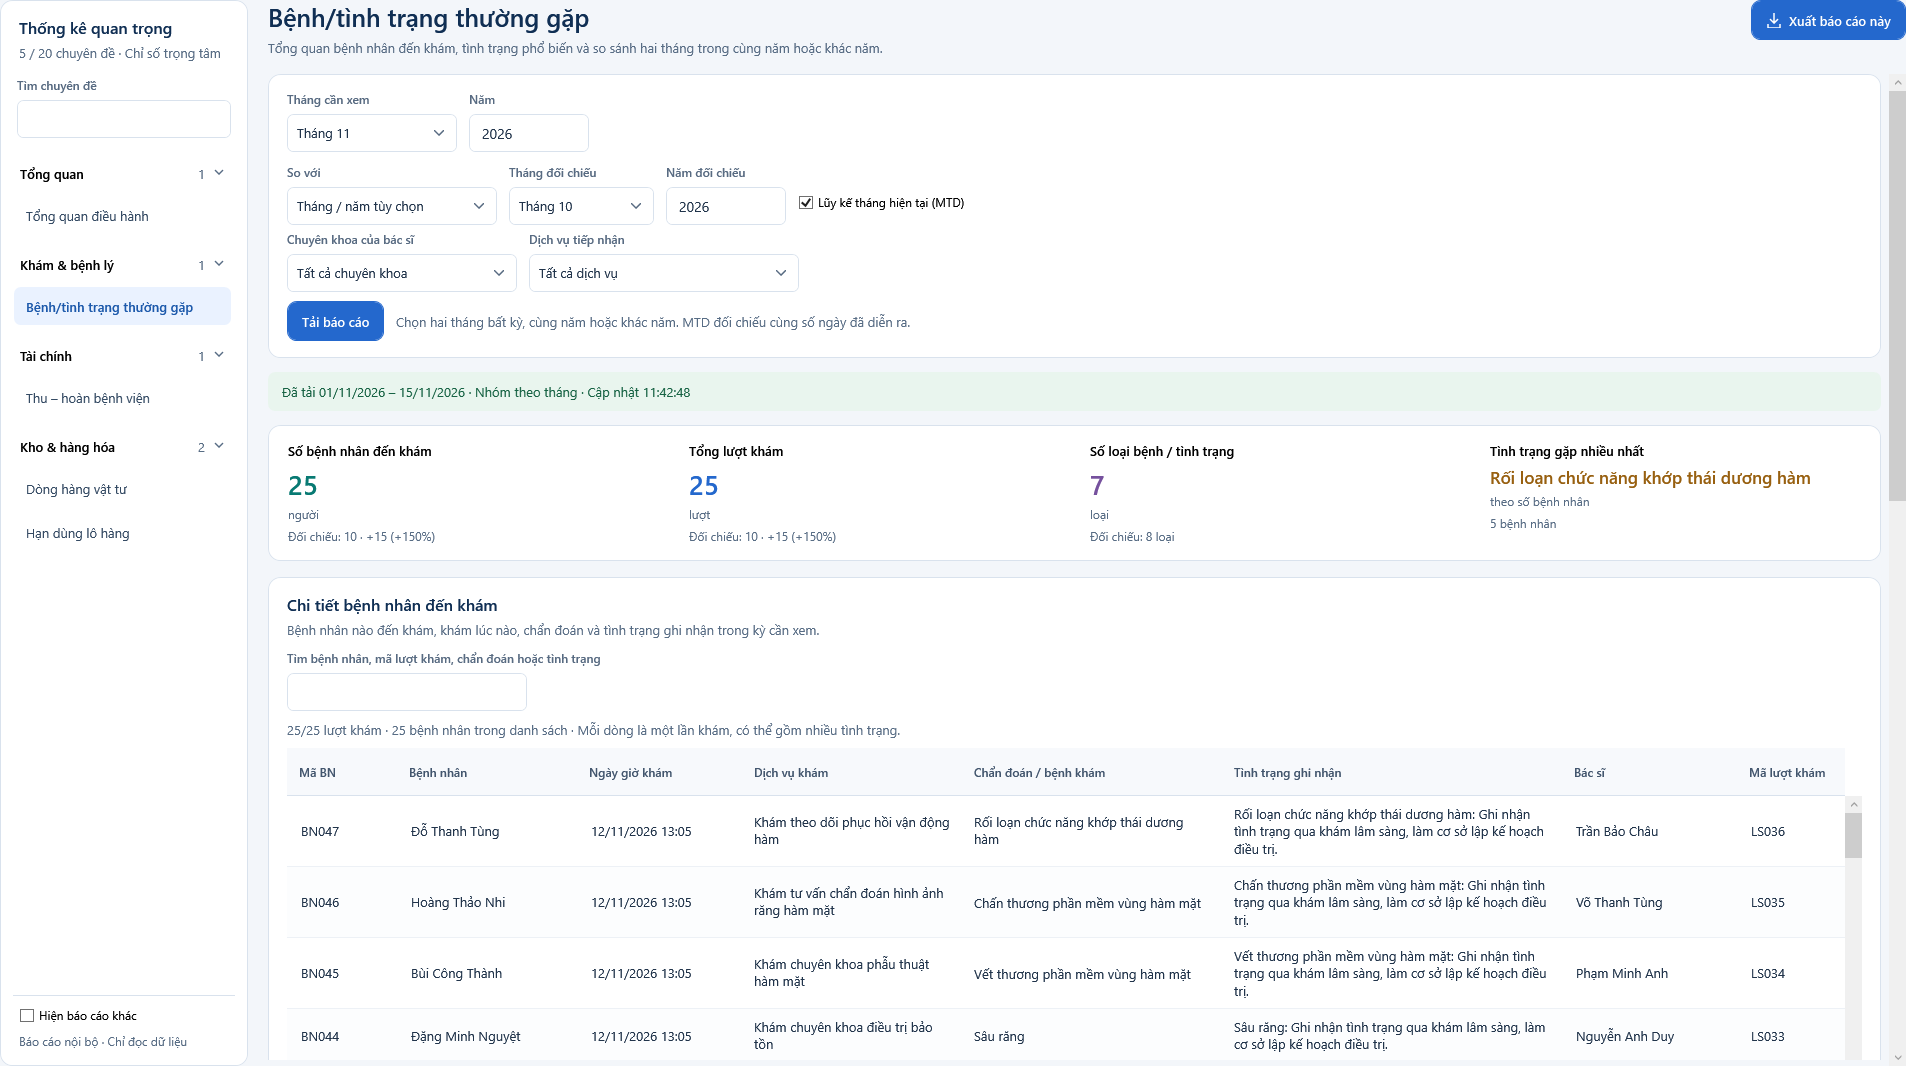 Thống kê quan trọng
5 / 20 chuyên đề · Chỉ số trọng tâm
Tìm chuyên đề
Tổng quan 1
Tổng quan điều hành
Khám & bệnh lý 1
Bệnh/tình trạng thường gặp
Tài chính 1
Thu – hoàn bệnh viện
Kho & hàng hóa 2
Dòng hàng vật tư
Hạn dùng lô hàng
Hiện báo cáo khác
Báo cáo nội bộ · Chỉ đọc dữ liệu
Bệnh/tình trạng thường gặp
Tổng quan bệnh nhân đến khám, tình trạng phổ biến và so sánh hai tháng trong cùng năm hoặc khác năm.
Xuất báo cáo này
Tháng cần xem Năm
Tháng 11 2026
So với Tháng đối chiếu Năm đối chiếu
Tháng / năm tùy chọn Tháng 10 2026 Lũy kế tháng hiện tại (MTD)
Chuyên khoa của bác sĩ Dịch vụ tiếp nhận
Tất cả chuyên khoa Tất cả dịch vụ
Tải báo cáo Chọn hai tháng bất kỳ, cùng năm hoặc khác năm. MTD đối chiếu cùng số ngày đã diễn ra.
Đã tải 01/11/2026 – 15/11/2026 · Nhóm theo tháng · Cập nhật 11:42:48
Số bệnh nhân đến khám
25
người
Đối chiếu: 10 · +15 (+150%)
Tổng lượt khám
25
lượt
Đối chiếu: 10 · +15 (+150%)
Số loại bệnh / tình trạng
7
loại
Đối chiếu: 8 loại
Tình trạng gặp nhiều nhất
Rối loạn chức năng khớp thái dương hàm
theo số bệnh nhân
5 bệnh nhân
Chi tiết bệnh nhân đến khám
Bệnh nhân nào đến khám, khám lúc nào, chẩn đoán và tình trạng ghi nhận trong kỳ cần xem.
Tìm bệnh nhân, mã lượt khám, chẩn đoán hoặc tình trạng
25/25 lượt khám · 25 bệnh nhân trong danh sách · Mỗi dòng là một lần khám, có thể gồm nhiều tình trạng.
Mã BN Bệnh nhân Ngày giờ khám Dịch vụ khám Chẩn đoán / bệnh khám Tình trạng ghi nhận Bác sĩ Mã lượt khám
BN047 Đỗ Thanh Tùng 12/11/2026 13:05
Khám theo dõi phục hồi vận động
hàm
Rối loạn chức năng khớp thái dương
hàm
Rối loạn chức năng khớp thái dương hàm: Ghi nhận
tình trạng qua khám lâm sàng, làm cơ sở lập kế hoạch
điều trị.
Trần Bảo Châu LS036
BN046 Hoàng Thảo Nhi 12/11/2026 13:05
Khám tư vấn chẩn đoán hình ảnh
răng hàm mặt
Chấn thương phần mềm vùng hàm mặt
Chấn thương phần mềm vùng hàm mặt: Ghi nhận tình
trạng qua khám lâm sàng, làm cơ sở lập kế hoạch điều
trị.
Võ Thanh Tùng LS035
BN045 Bùi Công Thành 12/11/2026 13:05
Khám chuyên khoa phẫu thuật
hàm mặt
Vết thương phần mềm vùng hàm mặt
Vết thương phần mềm vùng hàm mặt: Ghi nhận tình
trạng qua khám lâm sàng, làm cơ sở lập kế hoạch điều
trị.
Phạm Minh Anh LS034
BN044 Đặng Minh Nguyệt 12/11/2026 13:05
Khám chuyên khoa điều trị bảo
tồn
Sâu răng
Sâu răng: Ghi nhận tình trạng qua khám lâm sàng, làm
cơ sở lập kế hoạch điều trị.
Nguyễn Anh Duy LS033